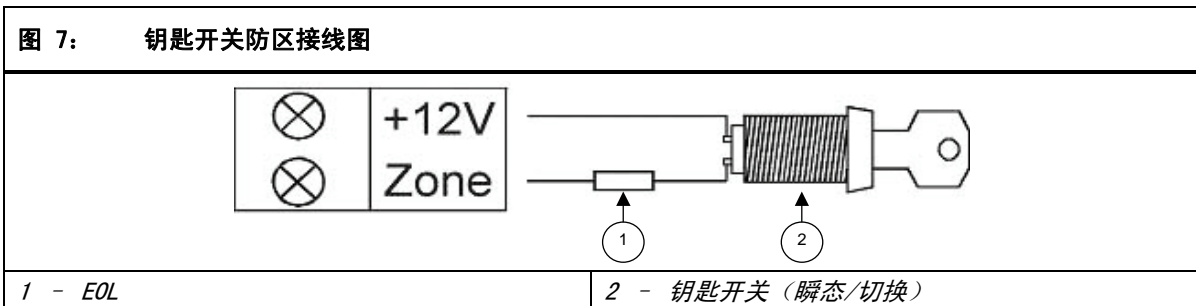 图 7： 钥匙开关防区接线图
+12V
Zone
1
2
1 – EOL
2 – 钥匙开关（瞬态/切换）